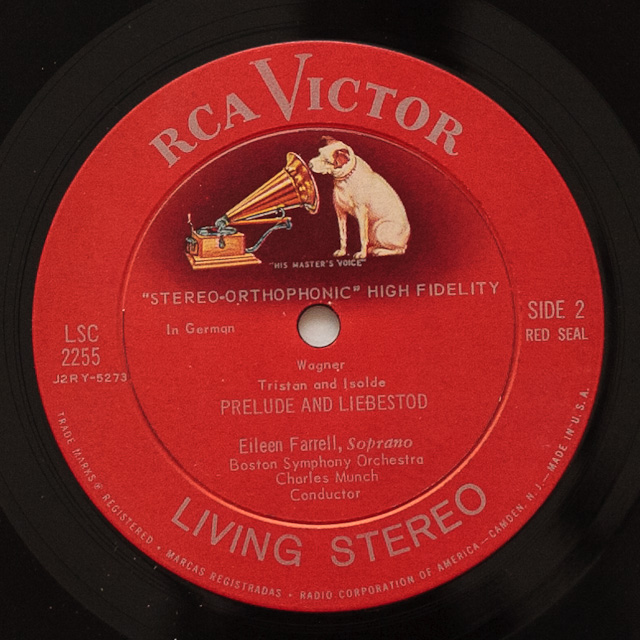 RCA VICTOR
"HIS MASTER'S VOICE"
"STEREO-ORTHOPHONIC" HIGH FIDELITY
In German
LSC
2255
J2RY-5273
SIDE 2
RED SEAL
Wagner
Tristan and Isolde
PRELUDE AND LIEBESTOD
Eileen Farrell, Soprano
Boston Symphony Orchestra
Charles Munch
Conductor
LIVING STEREO
TRADE MARKS ® REGISTERED • MARCAS REGISTRADAS • RADIO CORPORATION OF AMERICA—CAMDEN, N. J.—MADE IN U. S. A.